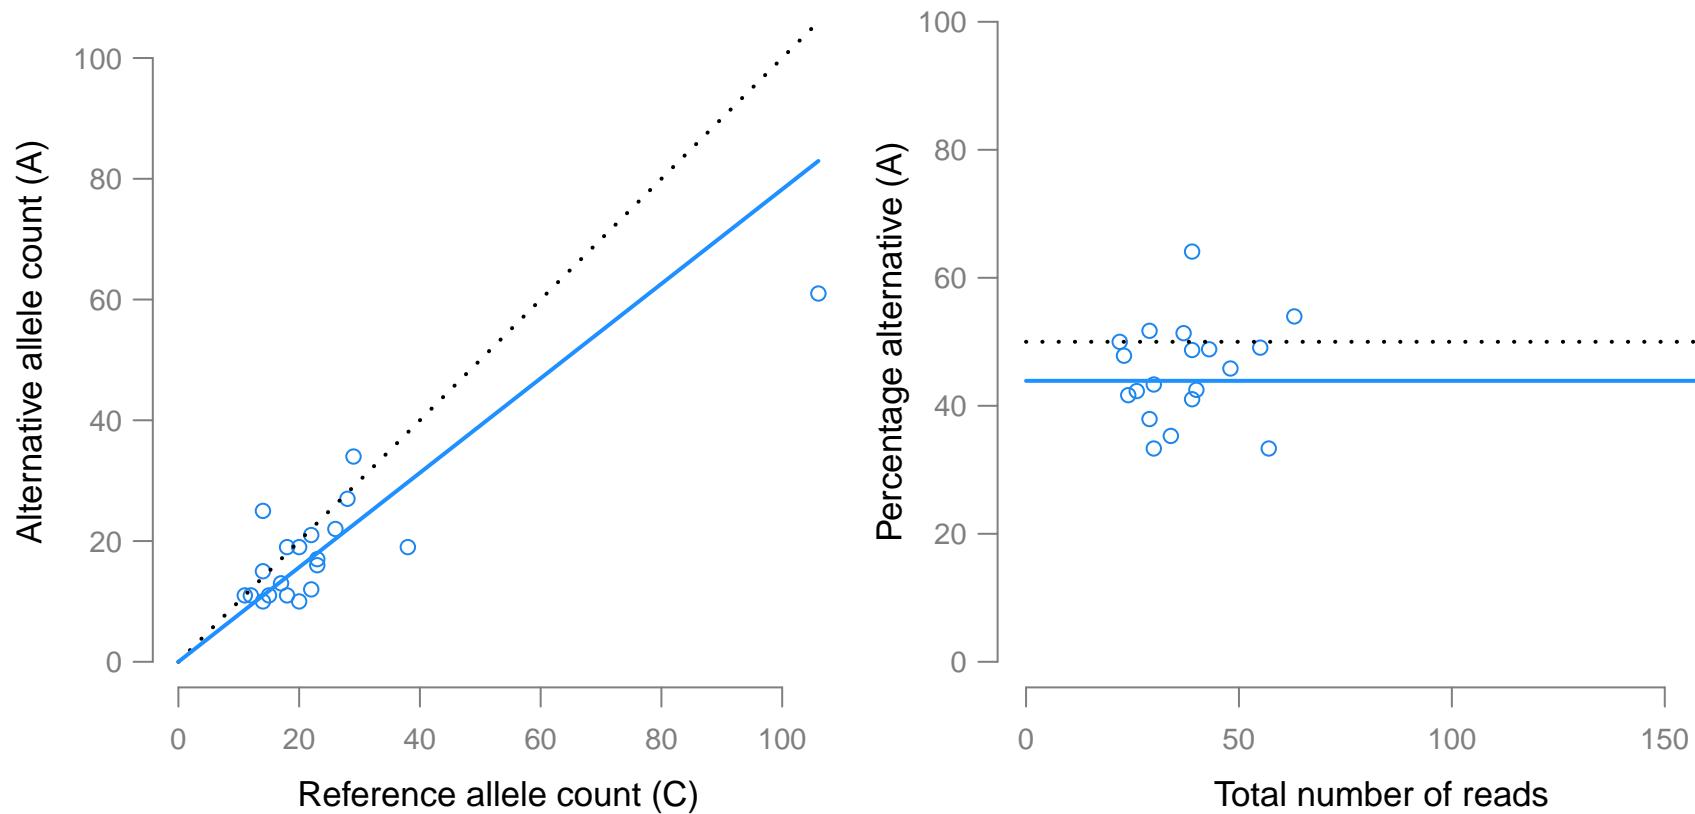 Alternative allele count (A)
100
80
60
40
20
0
0 20 40 60 80 100
Reference allele count (C)
Percentage alternative (A)
100
80
60
40
20
0
0 50 100 150
Total number of reads